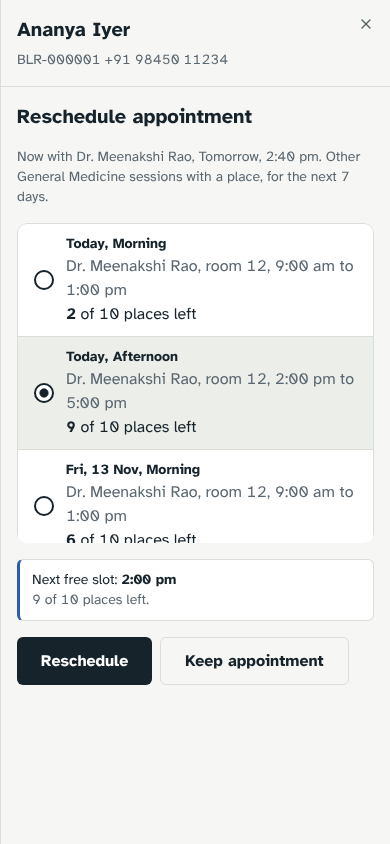 Ananya Iyer
×
BLR-000001 +91 98450 11234
Reschedule appointment
Now with Dr. Meenakshi Rao, Tomorrow, 2:40 pm. Other
General Medicine sessions with a place, for the next 7
days.
Today, Morning
Dr. Meenakshi Rao, room 12, 9:00 am to
1:00 pm
2 of 10 places left
Today, Afternoon
Dr. Meenakshi Rao, room 12, 2:00 pm to
5:00 pm
9 of 10 places left
Fri, 13 Nov, Morning
Dr. Meenakshi Rao, room 12, 9:00 am to
1:00 pm
6 of 10 places left
Next free slot: 2:00 pm
9 of 10 places left.
Reschedule
Keep appointment